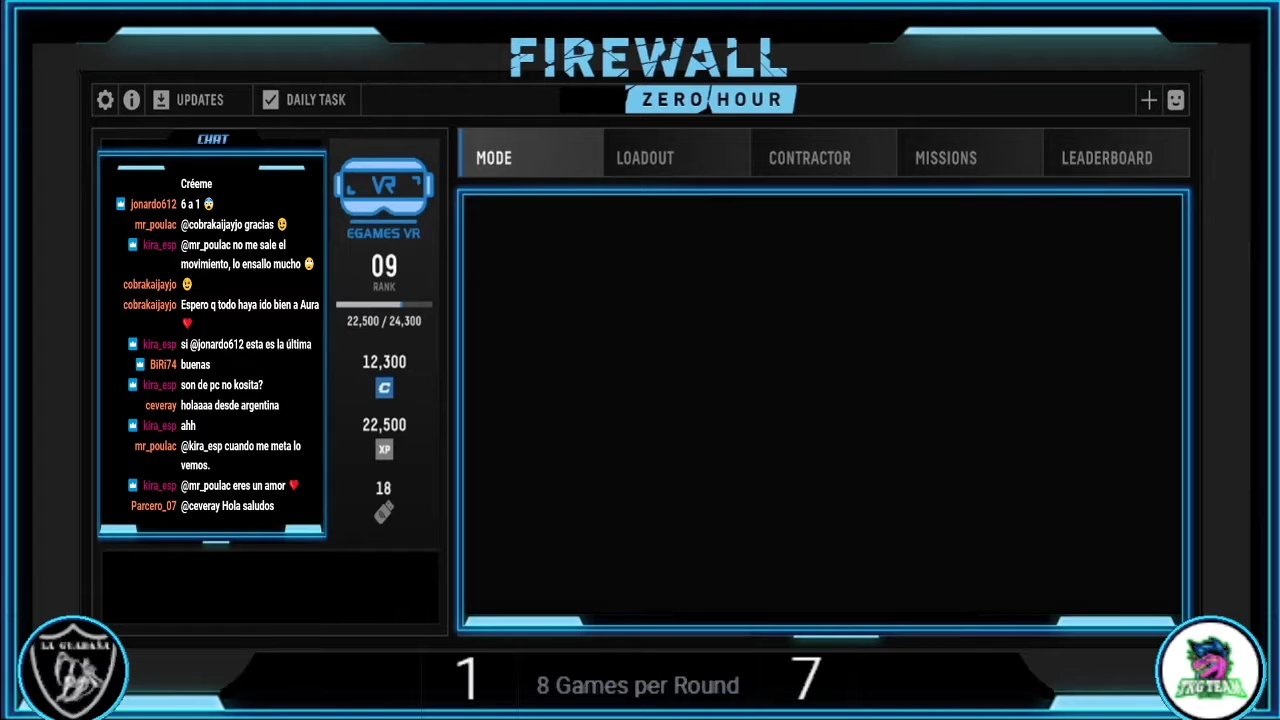 FIREWALL
ZERO HOUR
UPDATES
DAILY TASK
CHAT
Créeme
jonardo612 6 a 1 😨
mr_poulac @cobrakaijayjo gracias 😉
kira_esp @mr_poulac no me sale el
movimiento, lo ensallo mucho 🙄
cobrakaijayjo 😉
cobrakaijayjo Espero q todo haya ido bien a Aura
❤️
kira_esp si @jonardo612 esta es la última
BiRi74 buenas
kira_esp son de pc no kosita?
ceveray holaaaa desde argentina
kira_esp ahh
mr_poulac @kira_esp cuando me meta lo
vemos.
kira_esp @mr_poulac eres un amor ❤️
Parcero_07 @ceveray Hola saludos
VR
EGAMES VR
09
RANK
22,500 / 24,300
12,300
C
22,500
XP
18
MODE
LOADOUT
CONTRACTOR
MISSIONS
LEADERBOARD
LA GUADAÑA
1
8 Games per Round
7